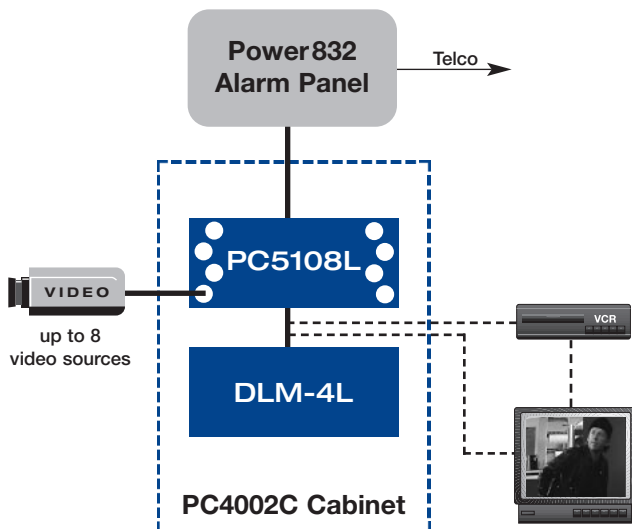 Power832
Alarm Panel
Telco
PC5108L
VIDEO
up to 8
video sources
VCR
DLM-4L
PC4002C Cabinet